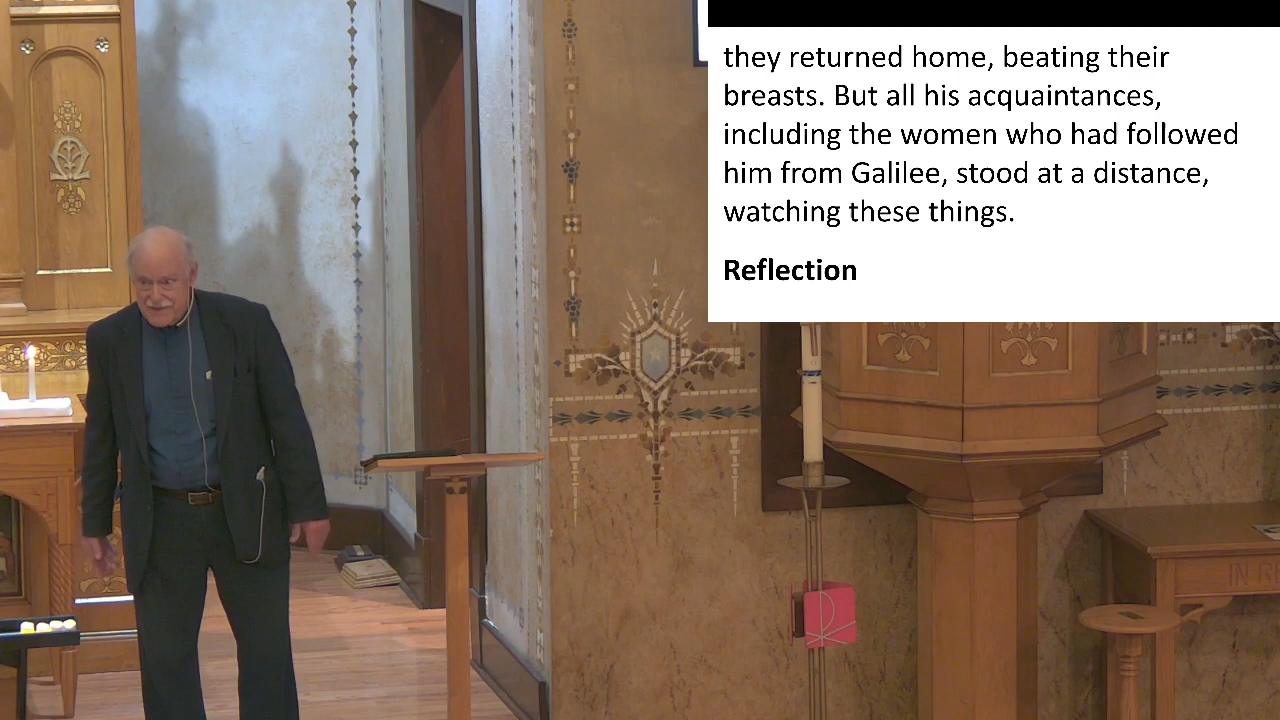 they returned home, beating their
breasts. But all his acquaintances,
including the women who had followed
him from Galilee, stood at a distance,
watching these things.
Reflection
IN R